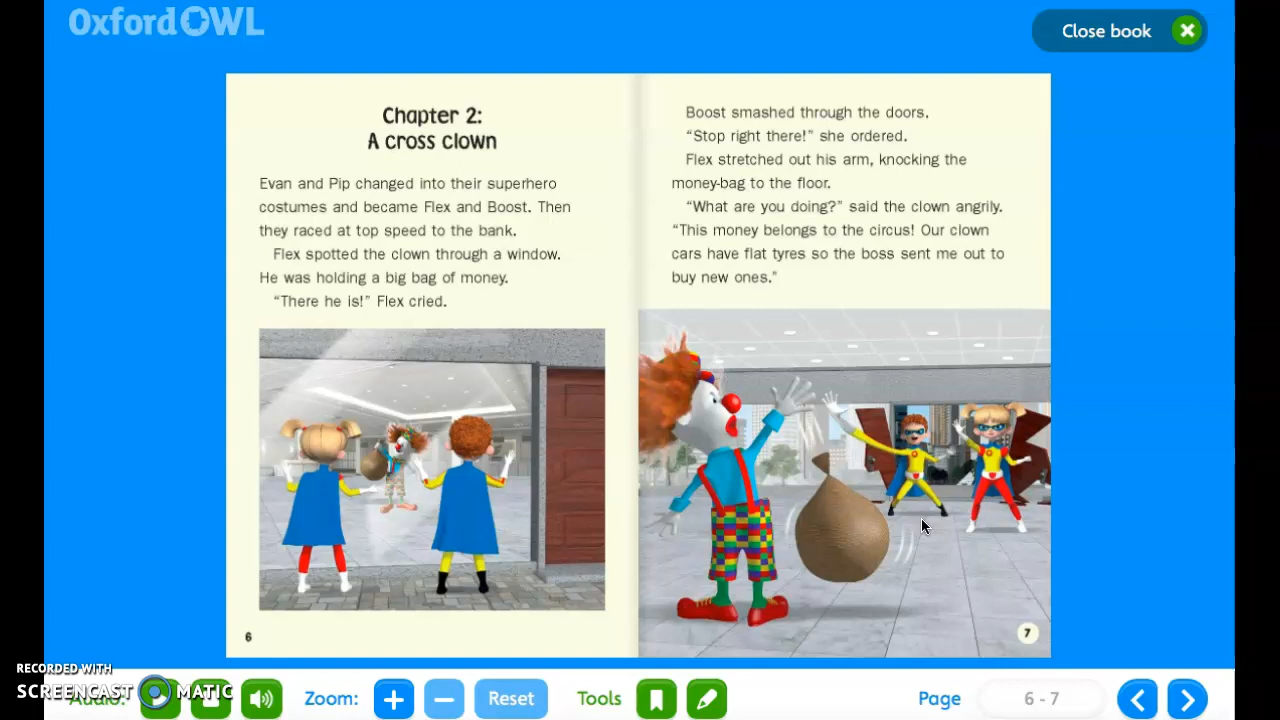 OxfordOWL
Close book
Chapter 2:
A cross clown
Evan and Pip changed into their superhero
costumes and became Flex and Boost. Then
they raced at top speed to the bank.
Flex spotted the clown through a window.
He was holding a big bag of money.
“There he is!” Flex cried.
6
Boost smashed through the doors.
“Stop right there!” she ordered.
Flex stretched out his arm, knocking the
money-bag to the floor.
“What are you doing?” said the clown angrily.
“This money belongs to the circus! Our clown
cars have flat tyres so the boss sent me out to
buy new ones.”
7
RECORDED WITH
SCREENCAST MATIC
Audio:
Zoom:
Reset
Tools
Page
6 - 7